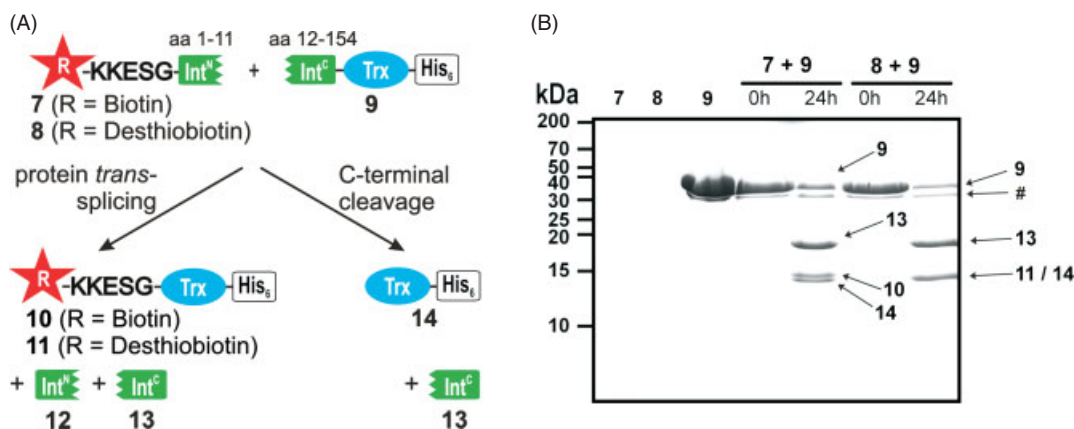 (A)
aa 1-11 aa 12-154
R -KKESG- Int^N + Int^C Trx His₆
7 (R = Biotin) 9
8 (R = Desthiobiotin)
protein trans-splicing
C-terminal cleavage
R -KKESG- Trx His₆ Trx His₆
10 (R = Biotin) 14
11 (R = Desthiobiotin)
+ Int^N + Int^C + Int^C
12 13 13
(B)
7 + 9 8 + 9
kDa 7 8 9 0h 24h 0h 24h
200
70
50
40
30
25
20
15
10
9
13
10
14
9
#
13
11 / 14